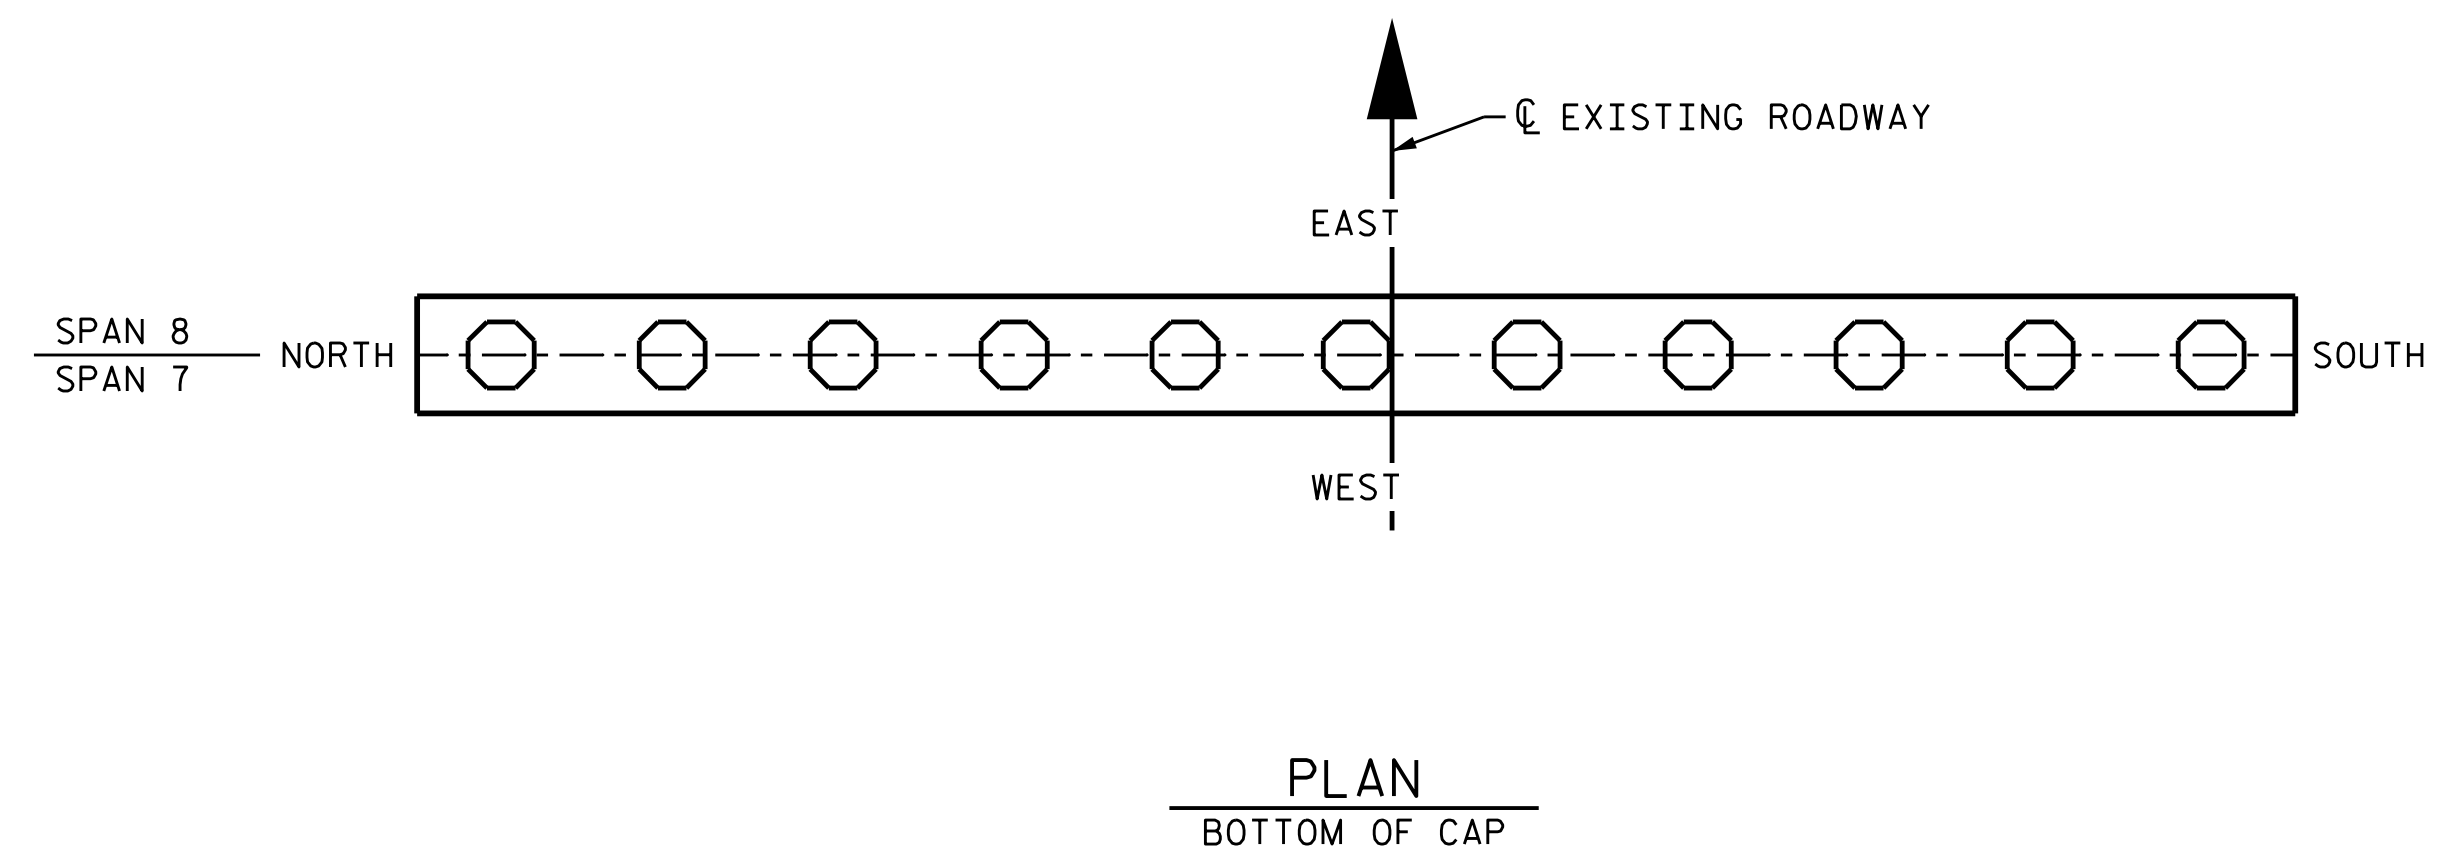 ℄ EXISTING ROADWAY
EAST
SPAN 8
SPAN 7
NORTH
SOUTH
WEST
PLAN
BOTTOM OF CAP